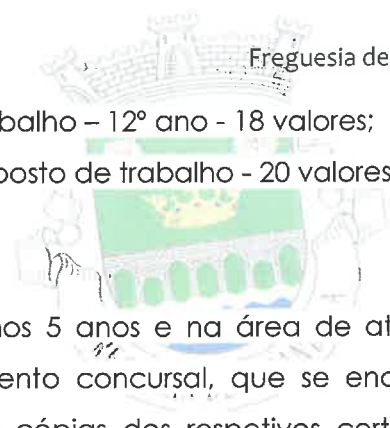 Freguesia de
balho – 12º ano - 18 valores;
posto de trabalho - 20 valores
nos 5 anos e na área de at
ento concursal, que se enc
cópias dos respetivos cert